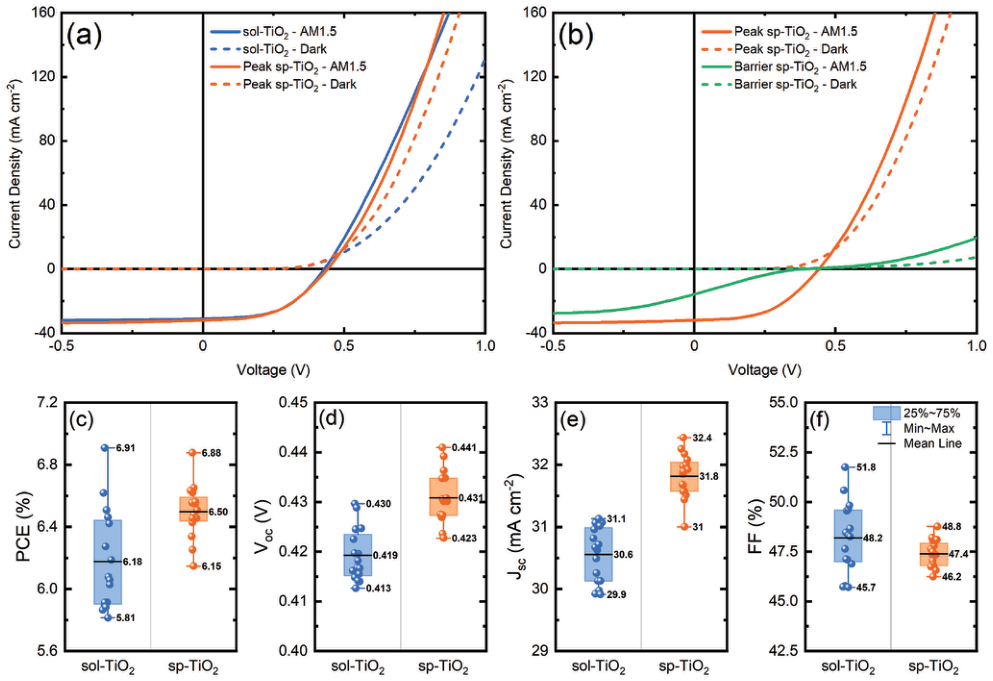 (a)
sol-TiO₂ - AM1.5
sol-TiO₂ - Dark
Peak sp-TiO₂ - AM1.5
Peak sp-TiO₂ - Dark
160
120
80
40
0
-40
-0.5
0
0.5
1.0
Current Density (mA cm⁻²)
Voltage (V)
(b)
Peak sp-TiO₂ - AM1.5
Peak sp-TiO₂ - Dark
Barrier sp-TiO₂ - AM1.5
Barrier sp-TiO₂ - Dark
160
120
80
40
0
-40
-0.5
0
0.5
1.0
Current Density (mA cm⁻²)
Voltage (V)
(c)
7.2
6.8
6.4
6.0
5.6
PCE (%)
6.91
6.18
5.81
6.88
6.50
6.15
sol-TiO₂
sp-TiO₂
(d)
0.45
0.44
0.43
0.42
0.41
0.40
Voc (V)
0.430
0.419
0.413
0.441
0.431
0.423
sol-TiO₂
sp-TiO₂
(e)
33
32
31
30
29
Jsc (mA cm⁻²)
31.1
30.6
29.9
32.4
31.8
31
sol-TiO₂
sp-TiO₂
(f)
25%~75%
Min~Max
Mean Line
55.0
52.5
50.0
47.5
45.0
42.5
40.0
FF (%)
51.8
48.2
45.7
48.8
47.4
46.2
sol-TiO₂
sp-TiO₂